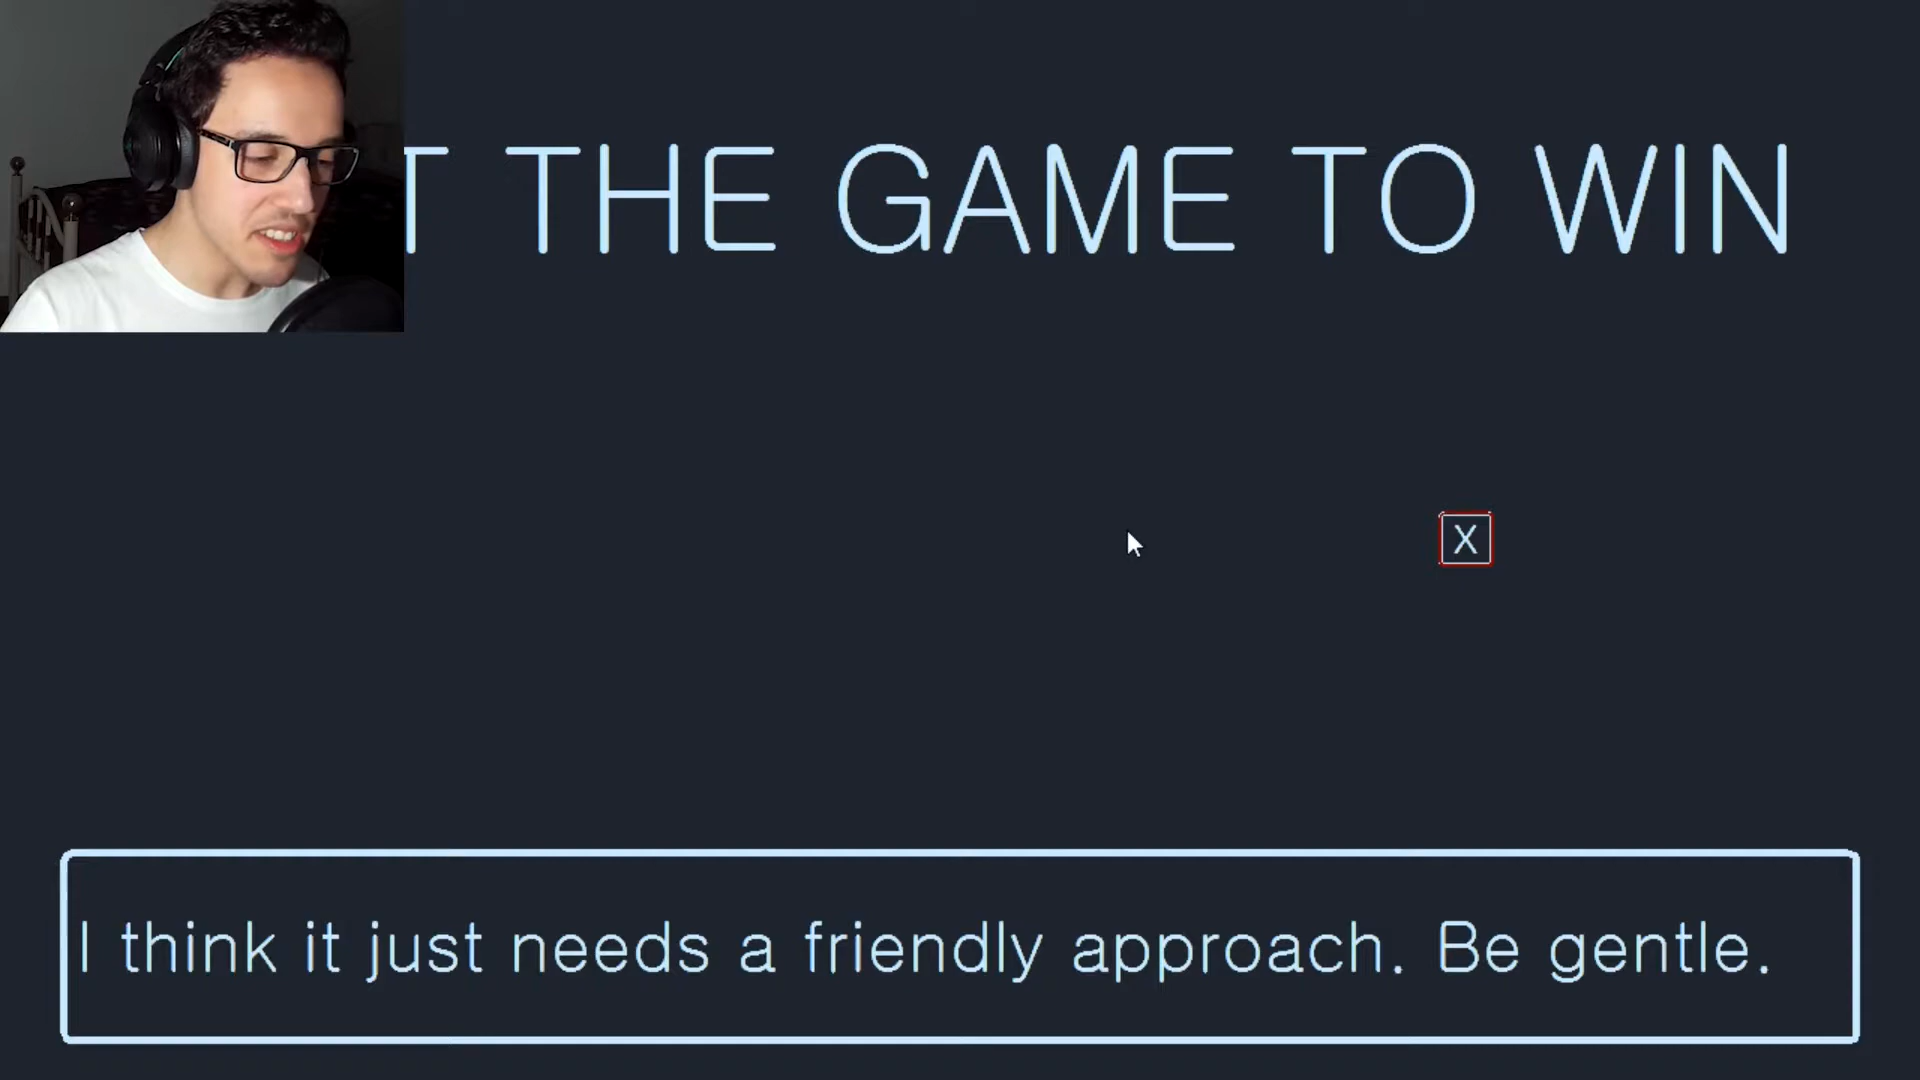 T THE GAME TO WIN
X
I think it just needs a friendly approach. Be gentle.